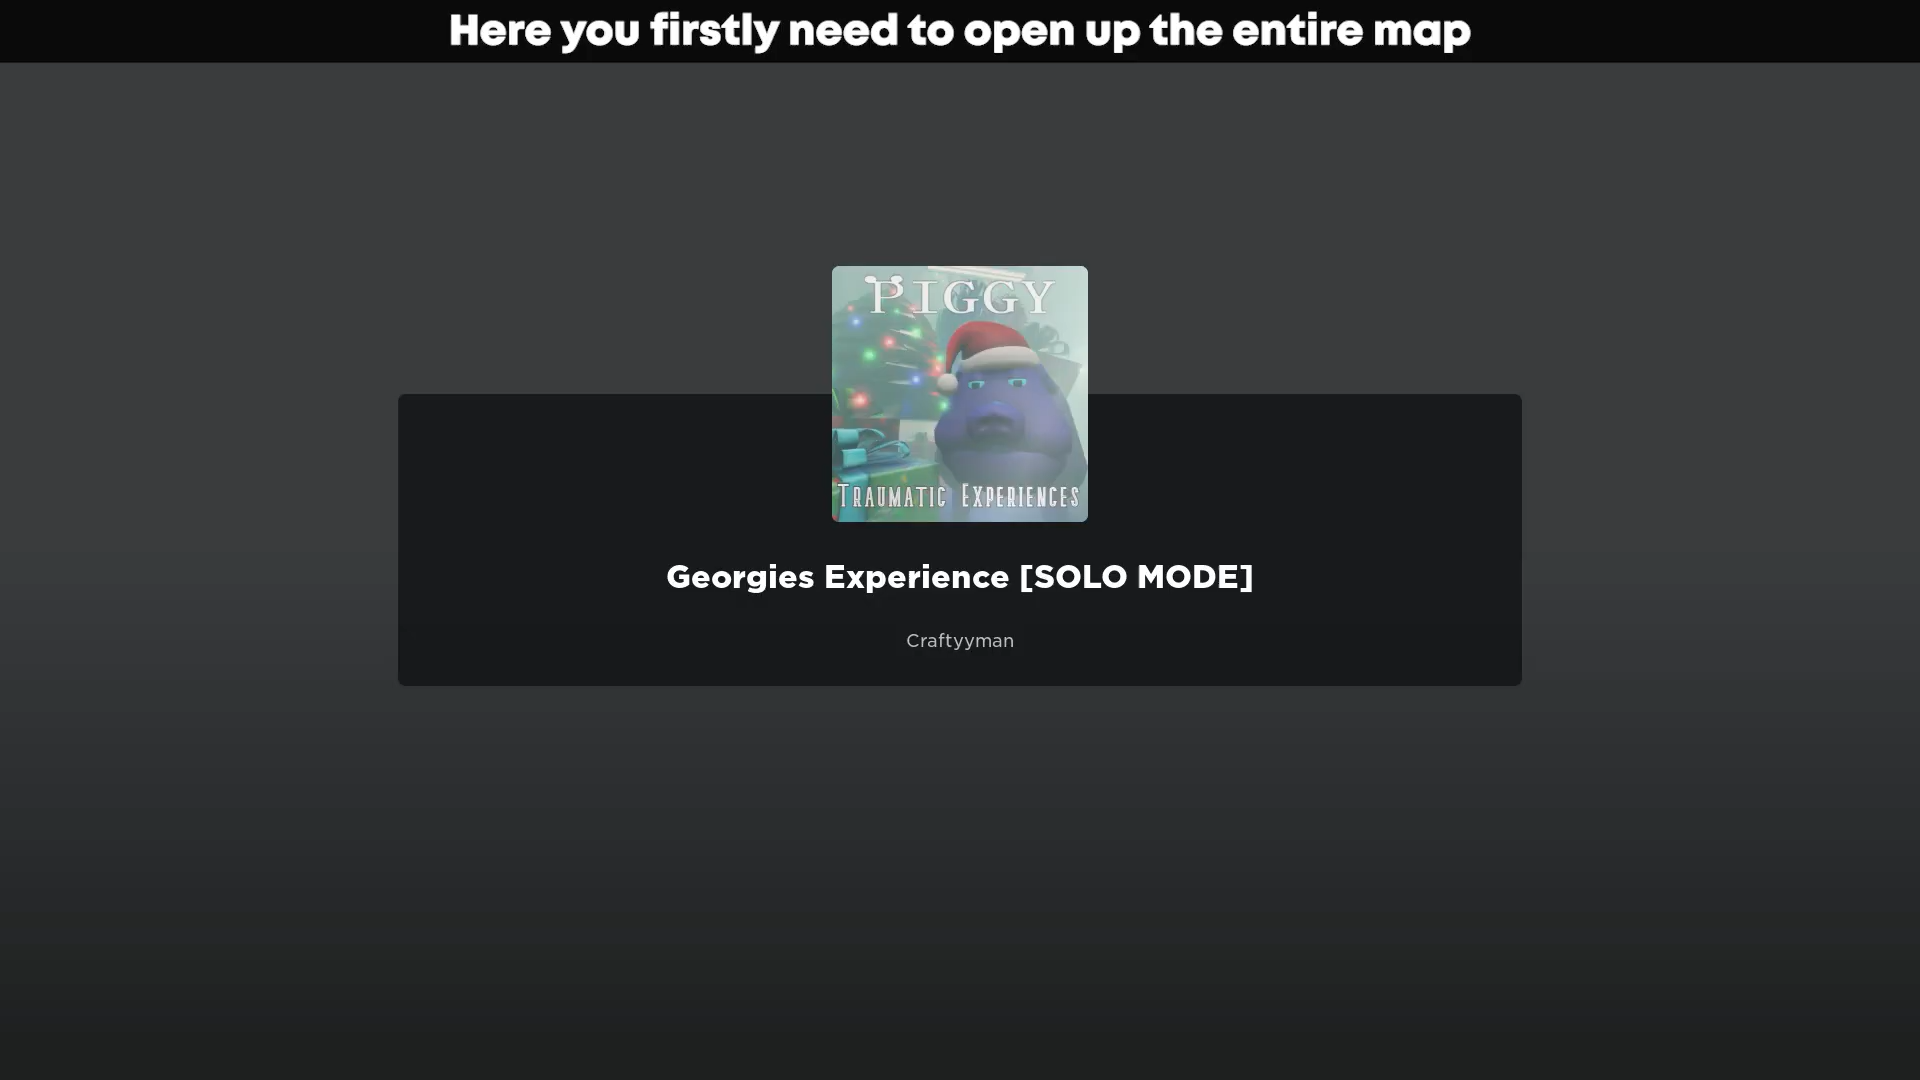 Here you firstly need to open up the entire map
PIGGY
TRAUMATIC EXPERIENCES
Georgies Experience [SOLO MODE]
Craftyyman